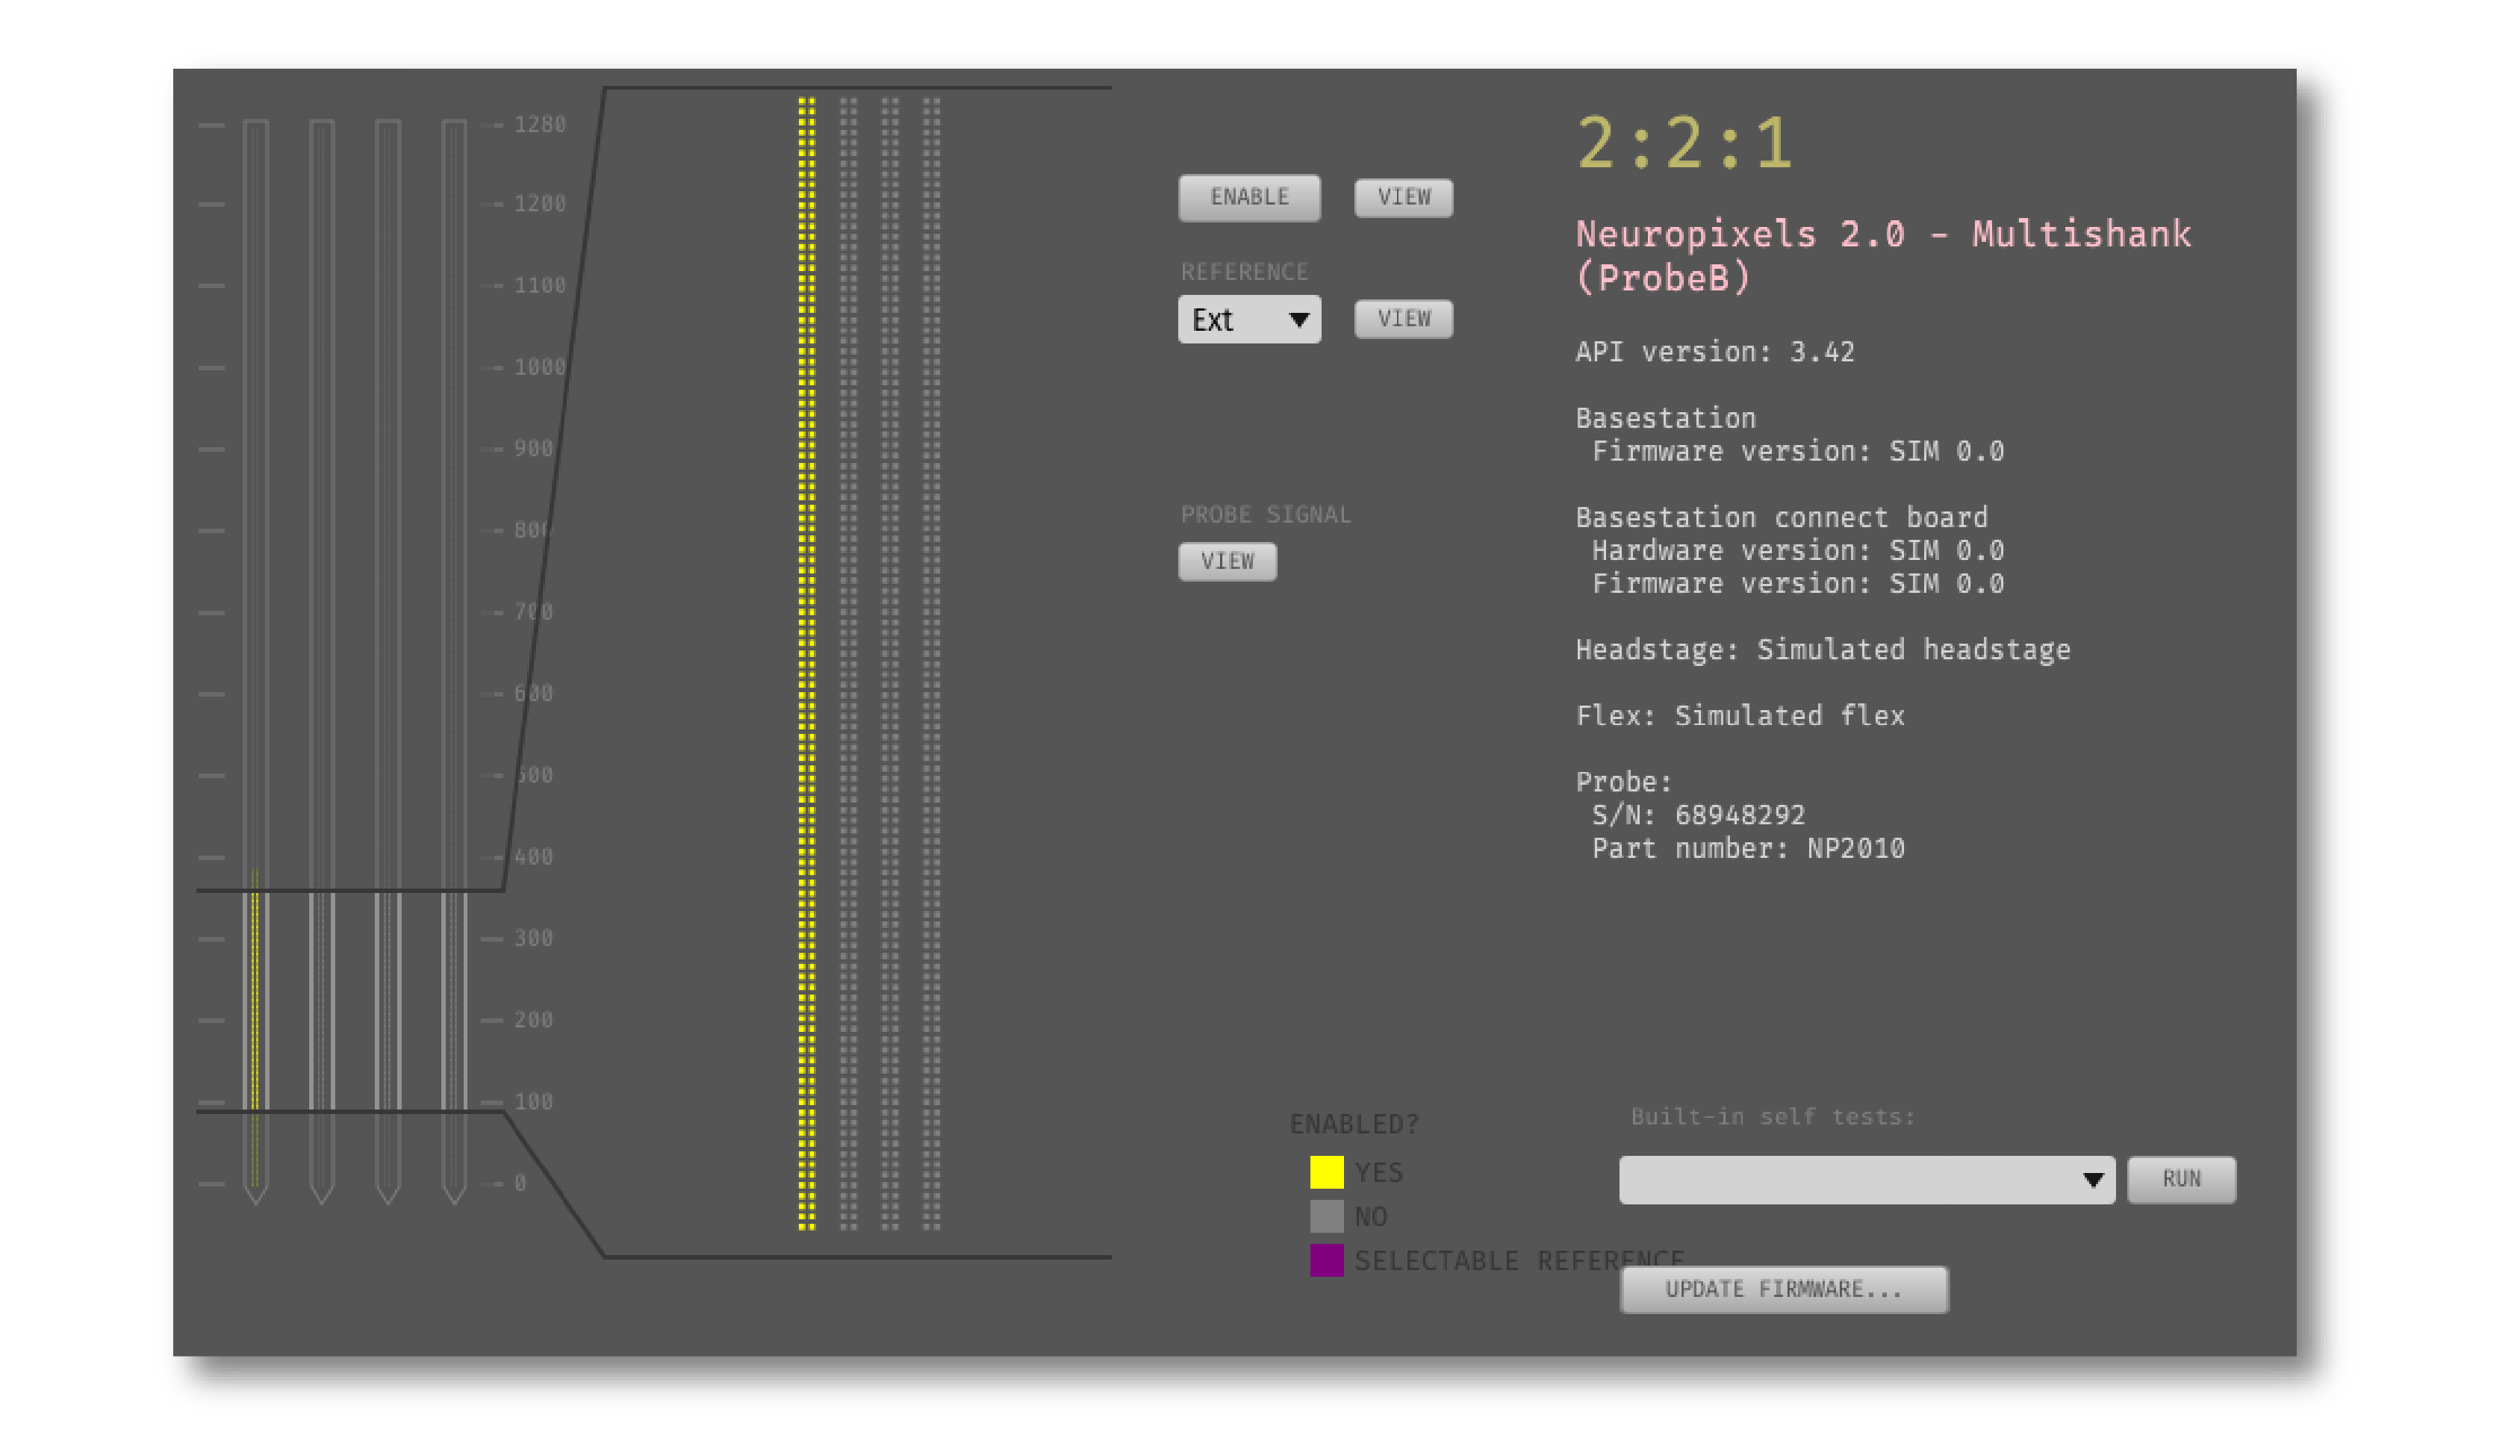 1280
1200
1100
1000
900
800
700
600
500
400
300
200
100
0
ENABLE
VIEW
REFERENCE
Ext
VIEW
PROBE SIGNAL
VIEW
ENABLED?
YES
NO
SELECTABLE REFERENCE
2:2:1
Neuropixels 2.0 - Multishank
(ProbeB)
API version: 3.42
Basestation
Firmware version: SIM 0.0
Basestation connect board
Hardware version: SIM 0.0
Firmware version: SIM 0.0
Headstage: Simulated headstage
Flex: Simulated flex
Probe:
S/N: 68948292
Part number: NP2010
Built-in self tests:
RUN
UPDATE FIRMWARE...